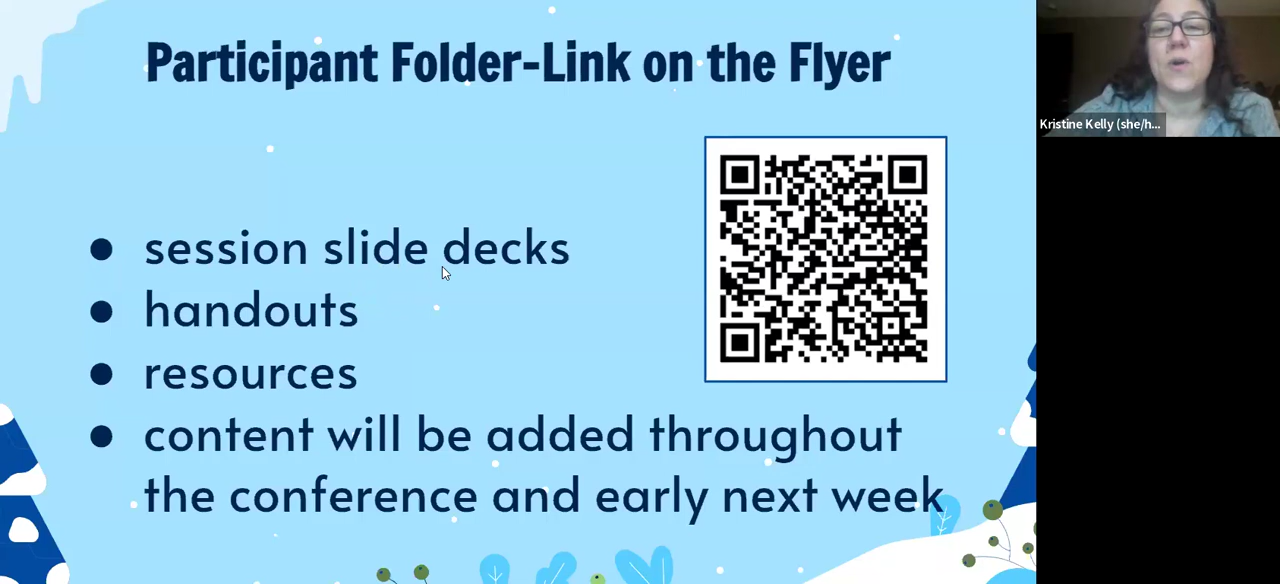 Participant Folder-Link on the Flyer
session slide decks
handouts
resources
content will be added throughout
the conference and early next week
Kristine Kelly (she/h...